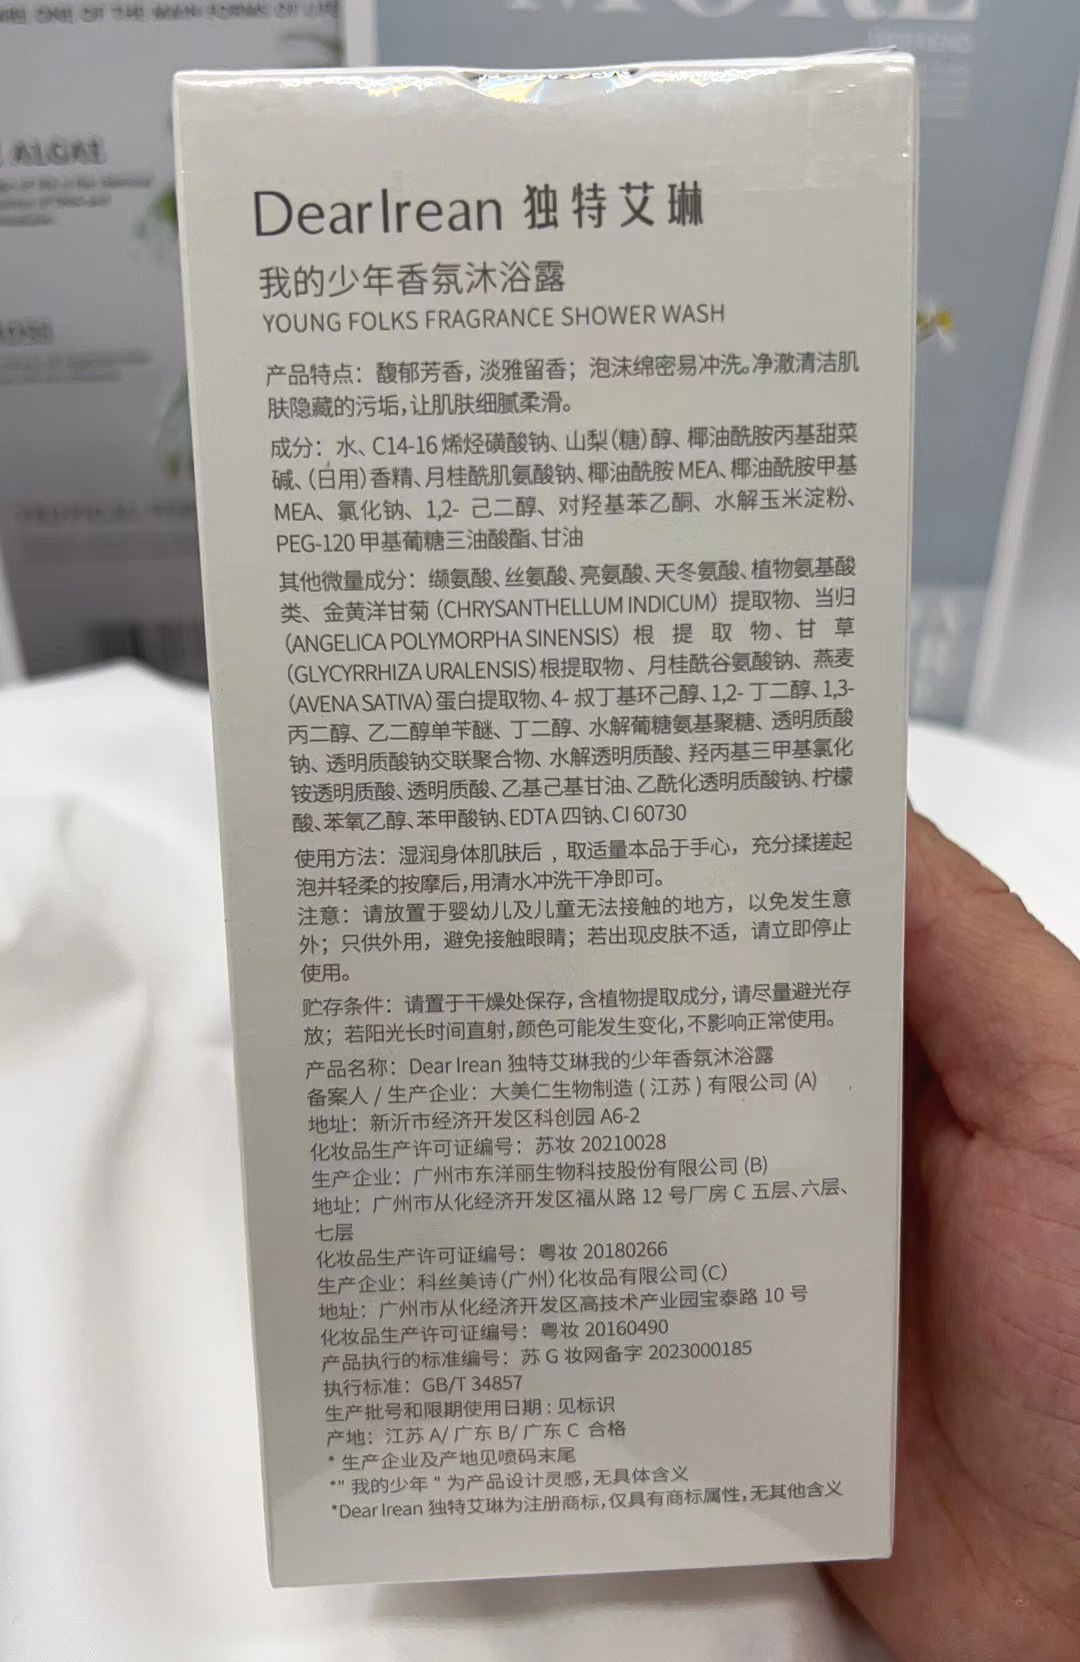 ARE ONE OF THE MAIN FORMS OF LIFE
MORE
ALGAE
DearIrean 独特艾琳
我的少年香氛沐浴露
YOUNG FOLKS FRAGRANCE SHOWER WASH
产品特点：馥郁芳香，淡雅留香；泡沫绵密易冲洗。净澈清洁肌
肤隐藏的污垢，让肌肤细腻柔滑。
成分：水、C14-16 烯烃磺酸钠、山梨（糖）醇、椰油酰胺丙基甜菜
碱、（日用）香精、月桂酰肌氨酸钠、椰油酰胺 MEA、椰油酰胺甲基
MEA、氯化钠、1,2- 己二醇、对羟基苯乙酮、水解玉米淀粉、
PEG-120 甲基葡糖三油酸酯、甘油
其他微量成分：缬氨酸、丝氨酸、亮氨酸、天冬氨酸、植物氨基酸
类、金黄洋甘菊（CHRYSANTHELLUM INDICUM）提取物、当归
（ANGELICA POLYMORPHA SINENSIS）根提取物、甘草
（GLYCYRRHIZA URALENSIS）根提取物、月桂酰谷氨酸钠、燕麦
（AVENA SATIVA）蛋白提取物、4- 叔丁基环己醇、1,2- 丁二醇、1,3-
丙二醇、乙二醇单苄醚、丁二醇、水解葡糖氨基聚糖、透明质酸
钠、透明质酸钠交联聚合物、水解透明质酸、羟丙基三甲基氯化
铵透明质酸、透明质酸、乙基己基甘油、乙酰化透明质酸钠、柠檬
酸、苯氧乙醇、苯甲酸钠、EDTA 四钠、CI 60730
使用方法：湿润身体肌肤后，取适量本品于手心，充分揉搓起
泡并轻柔的按摩后，用清水冲洗干净即可。
注意：请放置于婴幼儿及儿童无法接触的地方，以免发生意
外；只供外用，避免接触眼睛；若出现皮肤不适，请立即停止
使用。
贮存条件：请置于干燥处保存，含植物提取成分，请尽量避光存
放；若阳光长时间直射，颜色可能发生变化，不影响正常使用。
产品名称：Dear Irean 独特艾琳我的少年香氛沐浴露
备案人 / 生产企业：大美仁生物制造 ( 江苏 ) 有限公司 (A)
地址：新沂市经济开发区科创园 A6-2
化妆品生产许可证编号：苏妆 20210028
生产企业：广州市东洋丽生物科技股份有限公司 (B)
地址：广州市从化经济开发区福从路 12 号厂房 C 五层、六层、
七层
化妆品生产许可证编号：粤妆 20180266
生产企业：科丝美诗（广州）化妆品有限公司（C）
地址：广州市从化经济开发区高技术产业园宝泰路 10 号
化妆品生产许可证编号：粤妆 20160490
产品执行的标准编号：苏 G 妆网备字 2023000185
执行标准：GB/T 34857
生产批号和限期使用日期 : 见标识
产地：江苏 A/ 广东 B/ 广东 C 合格
* 生产企业及产地见喷码末尾
*" 我的少年 " 为产品设计灵感，无具体含义
*Dear Irean 独特艾琳为注册商标，仅具有商标属性，无其他含义